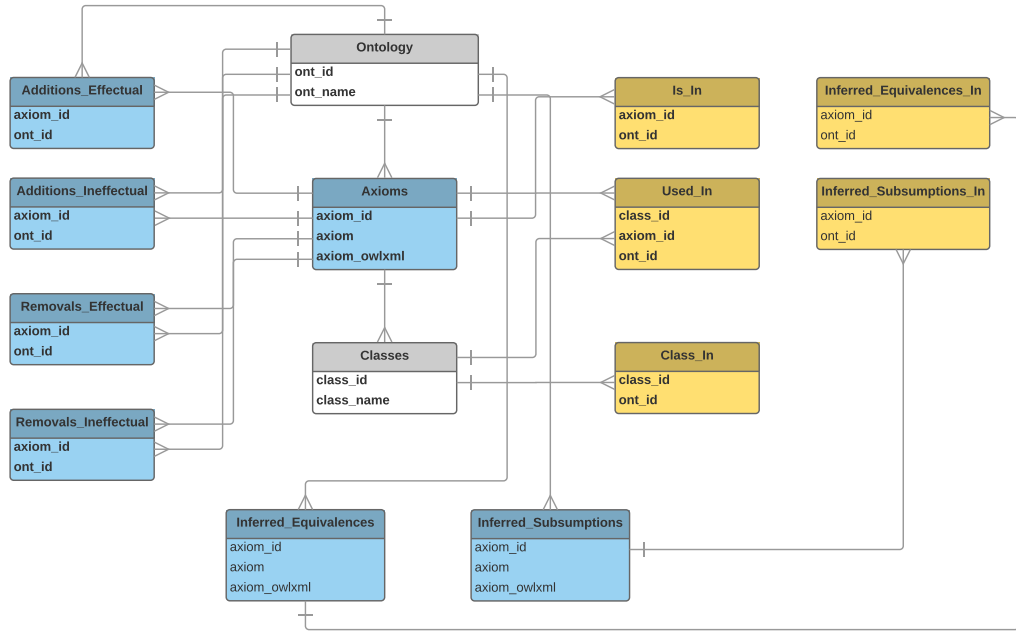 Ontology
ont_id
ont_name
Additions_Effectual
axiom_id
ont_id
Is_In
axiom_id
ont_id
Inferred_Equivalences_In
axiom_id
ont_id
Additions_Ineffectual
axiom_id
ont_id
Axioms
axiom_id
axiom
axiom_owlxml
Used_In
class_id
axiom_id
ont_id
Inferred_Subsumptions_In
axiom_id
ont_id
Removals_Effectual
axiom_id
ont_id
Classes
class_id
class_name
Class_In
class_id
ont_id
Removals_Ineffectual
axiom_id
ont_id
Inferred_Equivalences
axiom_id
axiom
axiom_owlxml
Inferred_Subsumptions
axiom_id
axiom
axiom_owlxml